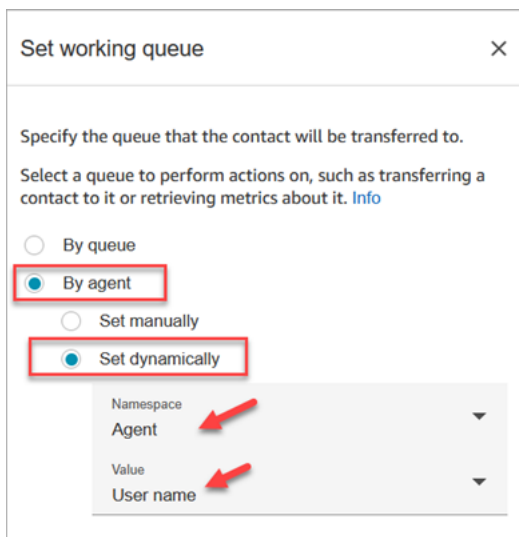 Set working queue
Specify the queue that the contact will be transferred to.
Select a queue to perform actions on, such as transferring a
contact to it or retrieving metrics about it. Info
By queue
By agent
Set manually
Set dynamically
Namespace
Agent
Value
User name